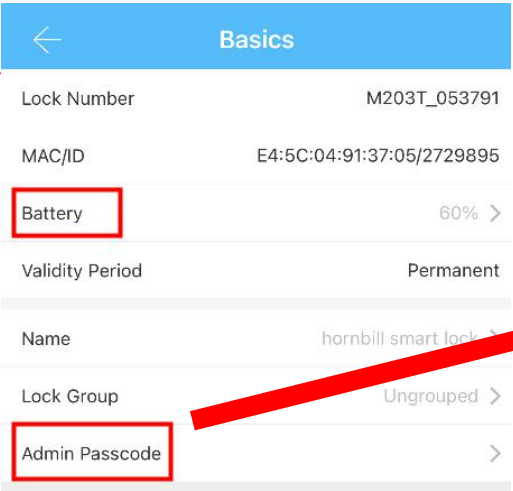 Basics
Lock Number M203T_053791
MAC/ID E4:5C:04:91:37:05/2729895
Battery 60%
Validity Period Permanent
Name hornbill smart lock
Lock Group Ungrouped
Admin Passcode